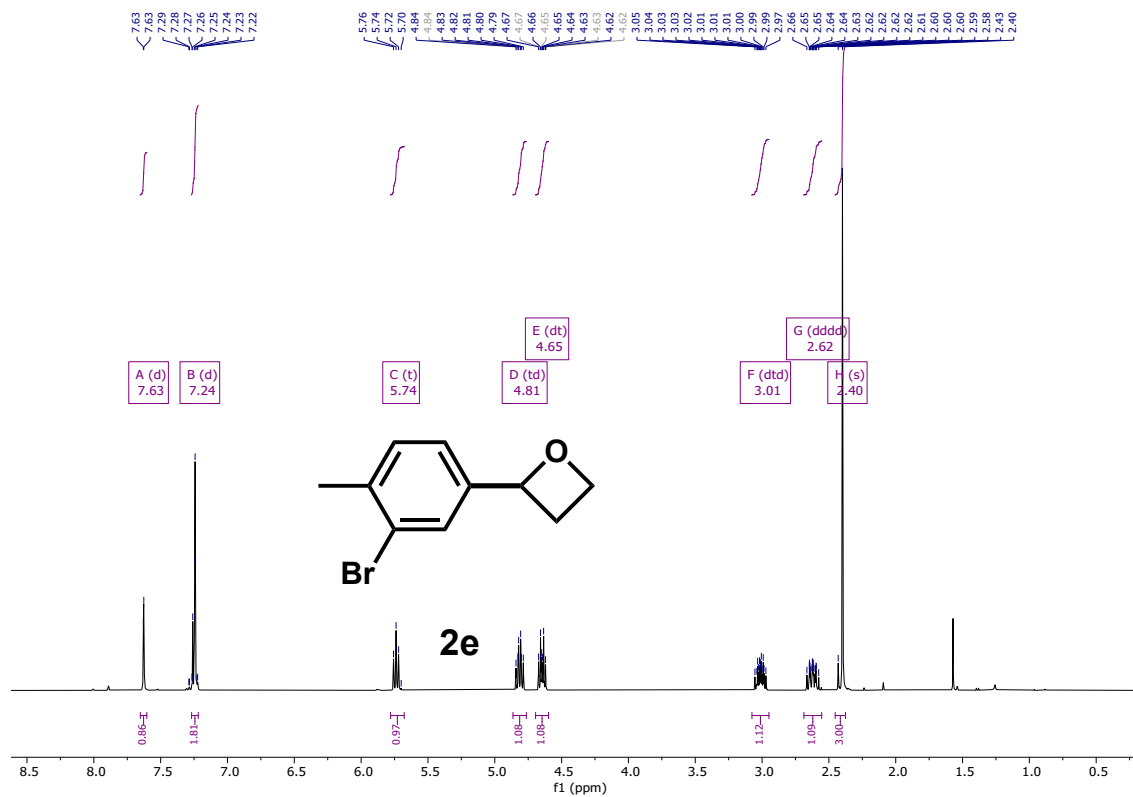 7.63 7.63 7.29 7.28 7.27 7.26 7.25 7.24 7.23 7.22 5.76 5.74 5.72 5.70 4.84 4.84 4.83 4.82 4.81 4.80 4.79 4.67 4.67 4.66 4.65 4.65 4.64 4.63 4.63 4.62 4.62 3.05 3.04 3.03 3.03 3.02 3.01 3.01 3.01 3.00 2.99 2.99 2.97 2.66 2.65 2.65 2.64 2.64 2.63 2.62 2.62 2.62 2.62 2.61 2.60 2.60 2.60 2.59 2.58 2.43 2.40
E (dt)
4.65
G (dddd)
2.62
A (d)
7.63
B (d)
7.24
C (t)
5.74
D (td)
4.81
F (dtd)
3.01
H (s)
2.40
O
Br
2e
0.86 1.81 0.97 1.08 1.08 1.12 1.09 3.00
8.5 8.0 7.5 7.0 6.5 6.0 5.5 5.0 4.5 4.0 3.5 3.0 2.5 2.0 1.5 1.0
f1 (ppm)